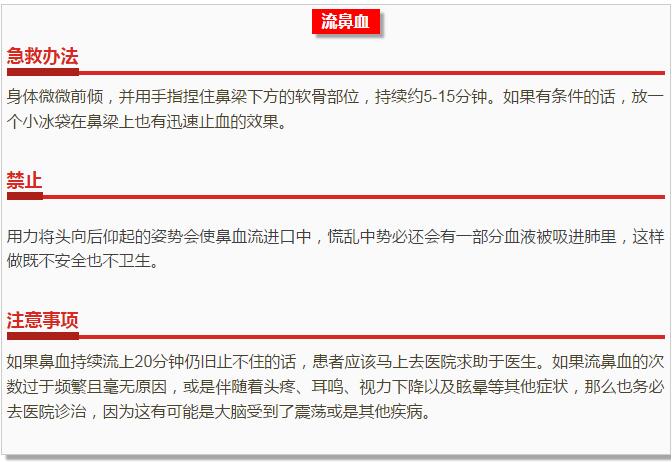 流鼻血
急救办法
身体微微前倾，并用手指捏住鼻梁下方的软骨部位，持续约5-15分钟。如果有条件的话，放一
个小冰袋在鼻梁上也有迅速止血的效果。
禁止
用力将头向后仰起的姿势会使鼻血流进口中，慌乱中势必还会有一部分血液被吸进肺里，这样
做既不安全也不卫生。
注意事项
如果鼻血持续流上20分钟仍旧止不住的话，患者应该马上去医院求助于医生。如果流鼻血的次
数过于频繁且毫无原因，或是伴随着头疼、耳鸣、视力下降以及眩晕等其他症状，那么也务必
去医院诊治，因为这有可能是大脑受到了震荡或是其他疾病。